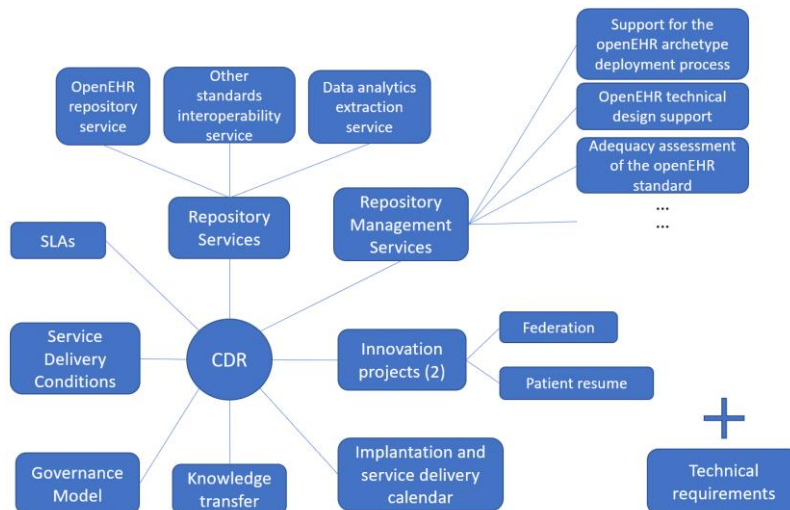 Support for the
openEHR archetype
deployment process
OpenEHR
repository
service
Other
standards
interoperability
service
Data analytics
extraction
service
OpenEHR technical
design support
Adequacy assessment
of the openEHR
standard
...
...
Repository
Services
Repository
Management
Services
SLAs
Service
Delivery
Conditions
CDR
Innovation
projects (2)
Federation
Patient resume
Governance
Model
Knowledge
transfer
Implantation and
service delivery
calendar
+
Technical
requirements